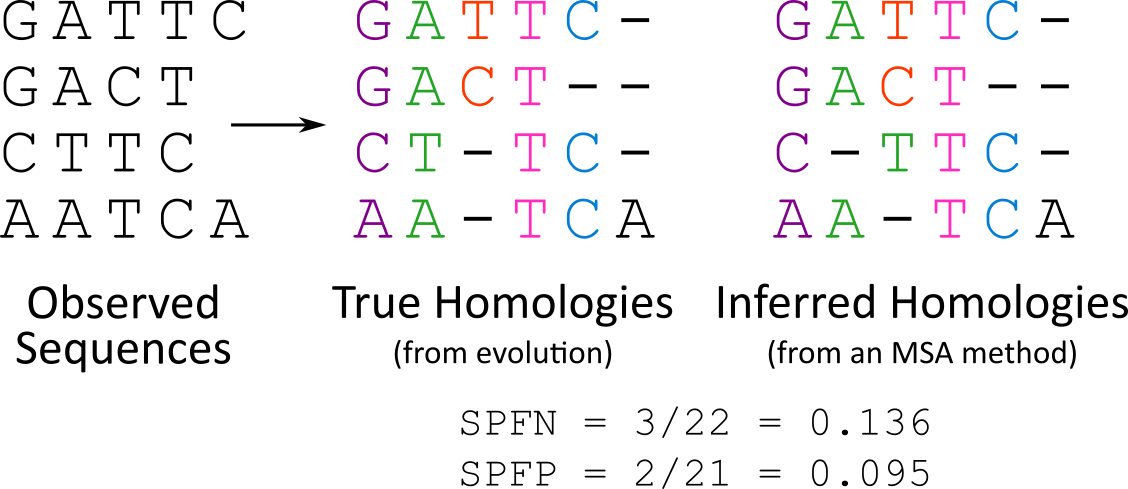 GATTC
GACT
CTTC
AATCA
Observed
Sequences
GATTC-
GACT--
CT-TC-
AA-TCA
True Homologies
(from evolution)
GATTC-
GACT--
C-TTC-
AA-TCA
Inferred Homologies
(from an MSA method)
SPFN = 3/22 = 0.136
SPFP = 2/21 = 0.095